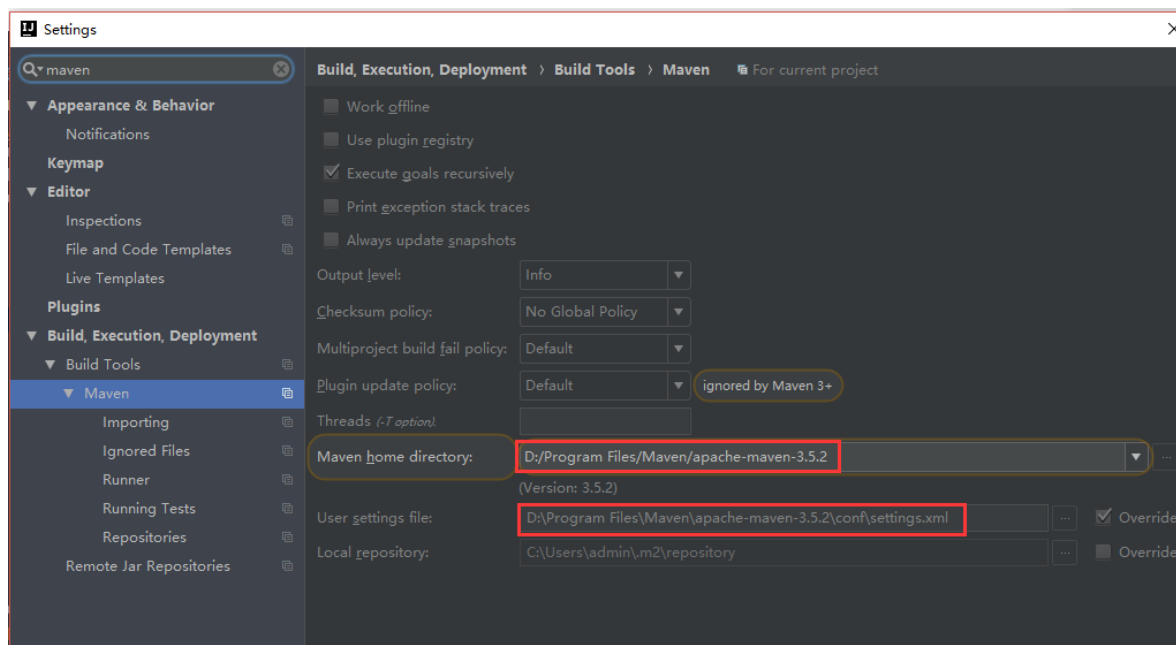 Settings
maven
Appearance & Behavior
Notifications
Keymap
Editor
Inspections
File and Code Templates
Live Templates
Plugins
Build, Execution, Deployment
Build Tools
Maven
Importing
Ignored Files
Runner
Running Tests
Repositories
Remote Jar Repositories
Build, Execution, Deployment › Build Tools › Maven For current project
Work offline
Use plugin registry
Execute goals recursively
Print exception stack traces
Always update snapshots
Output level: Info
Checksum policy: No Global Policy
Multiproject build fail policy: Default
Plugin update policy: Default ignored by Maven 3+
Threads (-T option):
Maven home directory: D:/Program Files/Maven/apache-maven-3.5.2 ...
(Version: 3.5.2)
User settings file: D:\Program Files\Maven\apache-maven-3.5.2\conf\settings.xml ... Override
Local repository: C:\Users\admin\.m2\repository ... Override